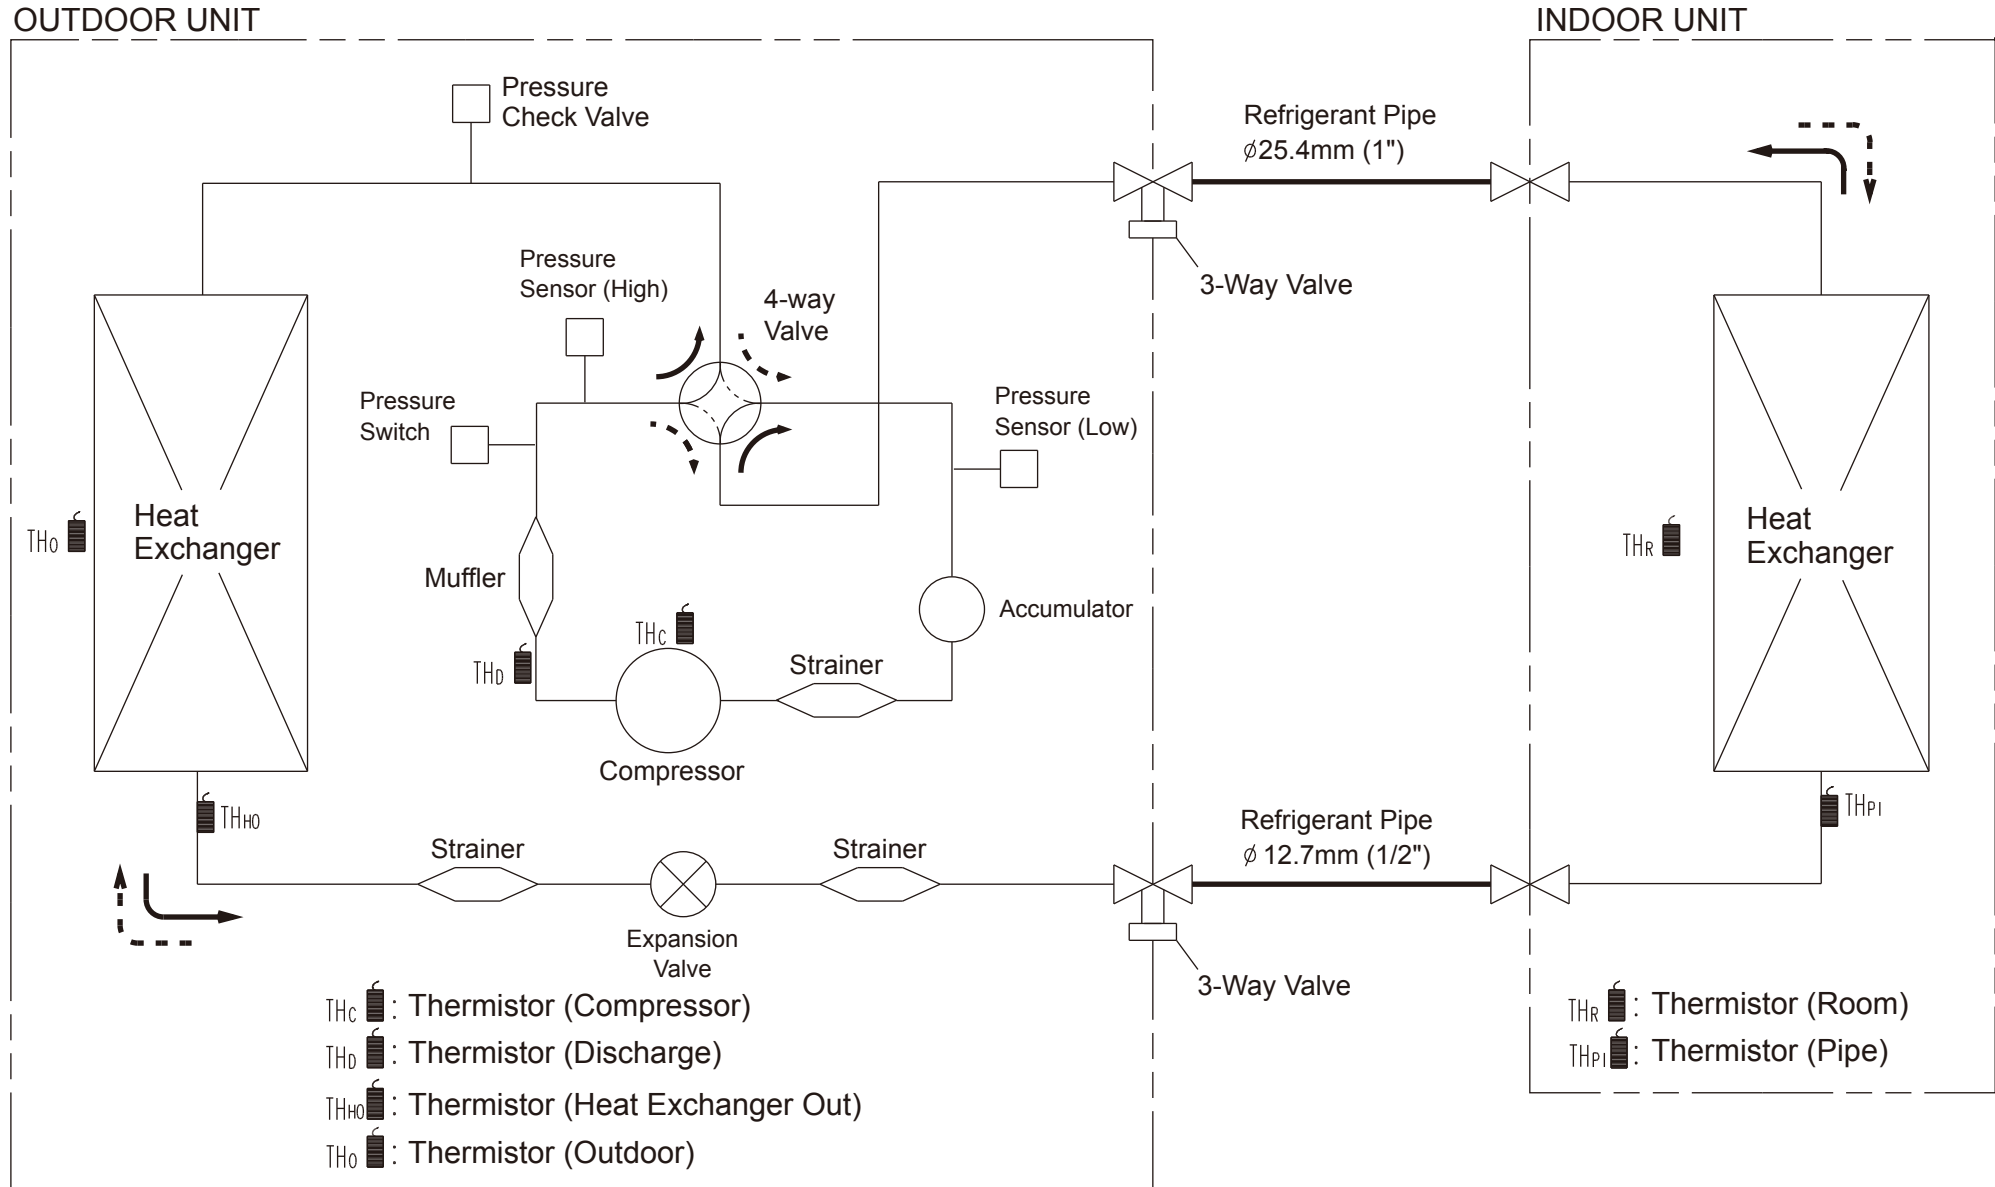 OUTDOOR UNIT
INDOOR UNIT
Pressure
Check Valve
Refrigerant Pipe
ø25.4mm (1")
Pressure
Sensor (High)
4-way
Valve
3-Way Valve
Pressure
Switch
Pressure
Sensor (Low)
THO
Heat
Exchanger
THR
Heat
Exchanger
Muffler
Accumulator
THC
THD
Strainer
Compressor
THHO
THPI
Strainer
Strainer
Refrigerant Pipe
ø 12.7mm (1/2")
Expansion
Valve
3-Way Valve
THC : Thermistor (Compressor)
THD : Thermistor (Discharge)
THHO : Thermistor (Heat Exchanger Out)
THO : Thermistor (Outdoor)
THR : Thermistor (Room)
THPI : Thermistor (Pipe)